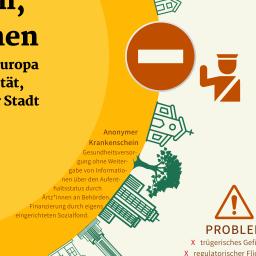 n,
nen
uropa
tät,
r Stadt
Anonymer
Krankenschein
Gesundheitsversor-
gung ohne Weiter-
gabe von Informatio-
nen über den Aufent-
haltsstatus durch
Ärzt*innen an Behörden.
Finanzierung durch eigens
eingerichteten Sozialfond.
PROBLE
X trügerisches Gef
X regulatorischer Fli